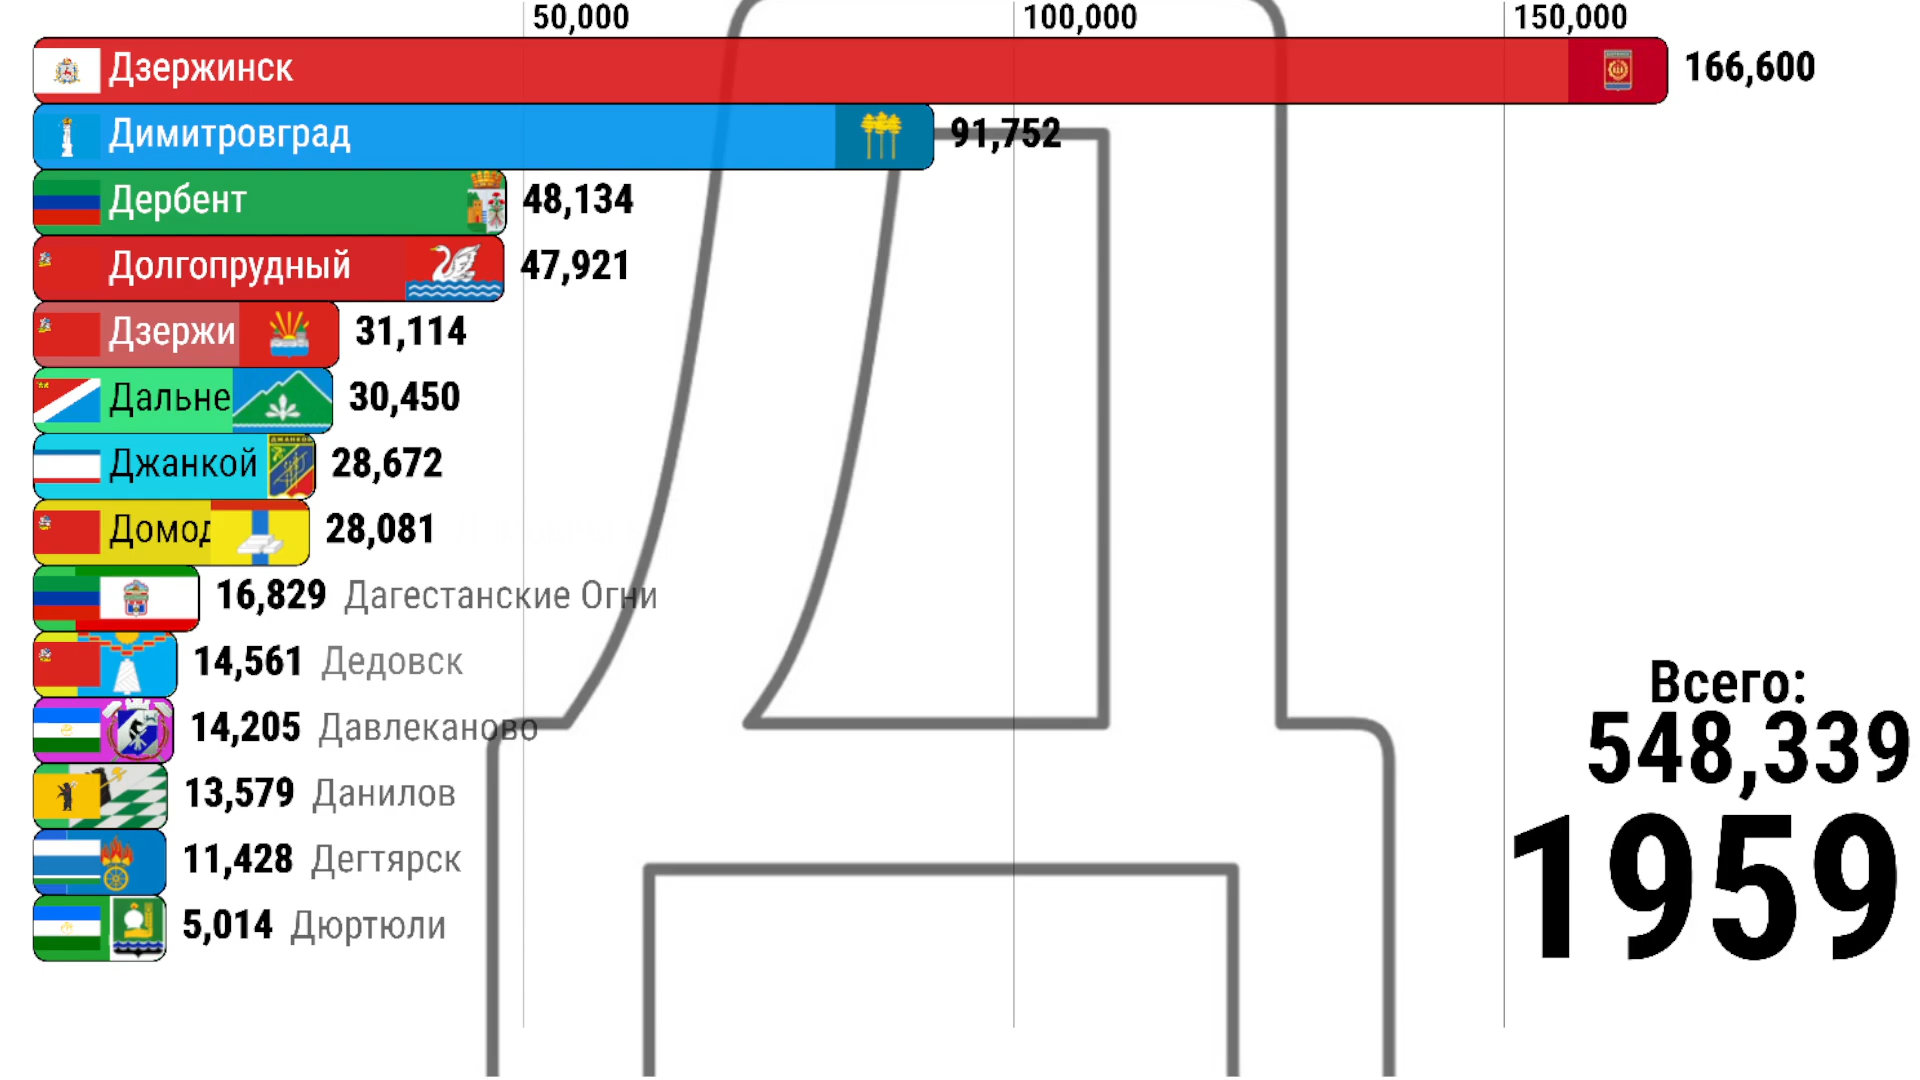 50,000 100,000 150,000
Дзержинск 166,600
Димитровград 91,752
Дербент 48,134
Долгопрудный 47,921
Дзержи 31,114
Дальне 30,450
Джанкой 28,672
Домод 28,081
16,829 Дагестанские Огни
14,561 Дедовск
14,205 Давлеканово
13,579 Данилов
11,428 Дегтярск
5,014 Дюртюли
Всего:
548,339
1959